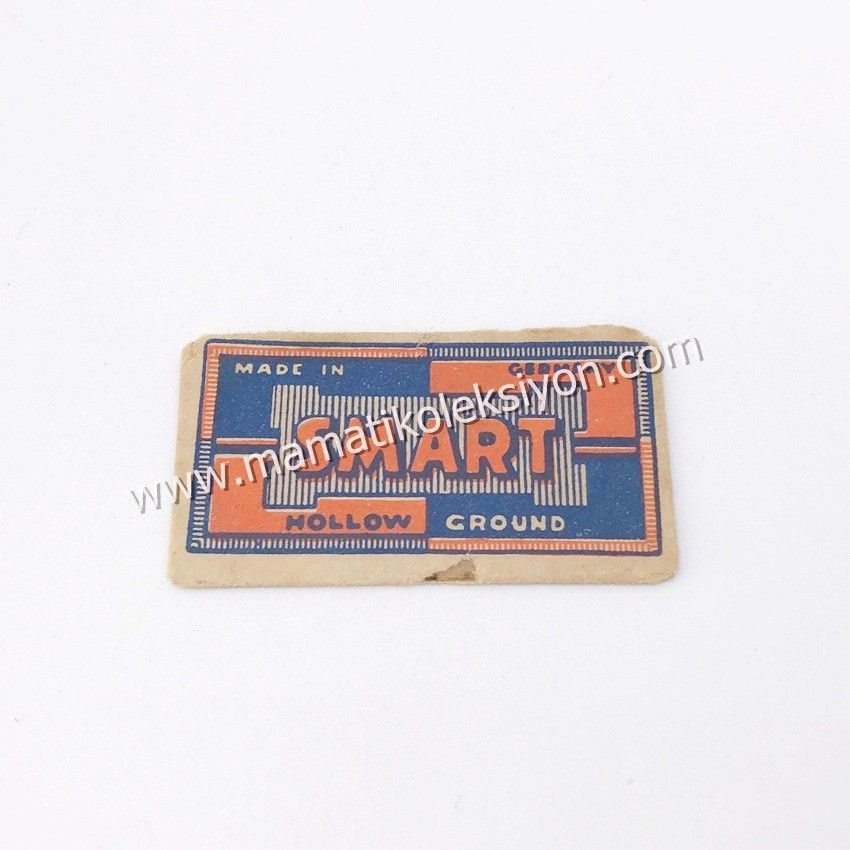 MADE IN GERMANY
SMART
www.mamatikoleksiyon.com
HOLLOW GROUND